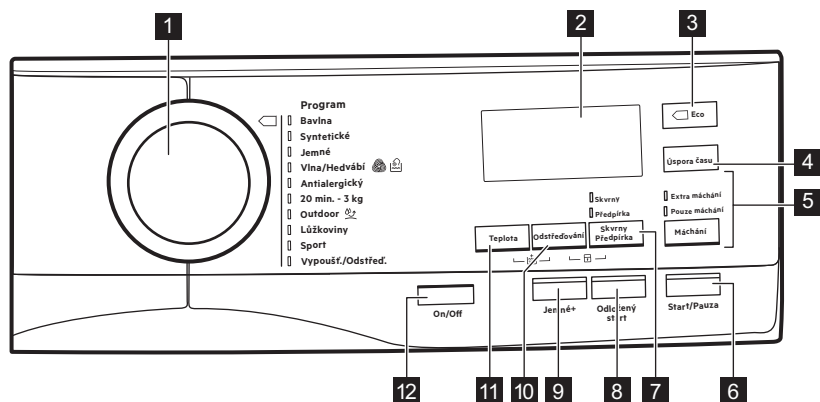 1
2
3
Program
Bavlna
Syntetické
Jemné
Vlna/Hedvábí
Antialergický
20 min. - 3 kg
Outdoor
Lůžkoviny
Sport
Vypoušť./Odstřeď.
Eco
Úspora času
4
Extra máchání
Pouze máchání
Máchání
5
Skvrny
Předpírka
Teplota
Odstřeďování
Skvrny
Předpírka
On/Off
Jemné+
Odložený
start
Start/Pauza
12
11
10
9
8
7
6